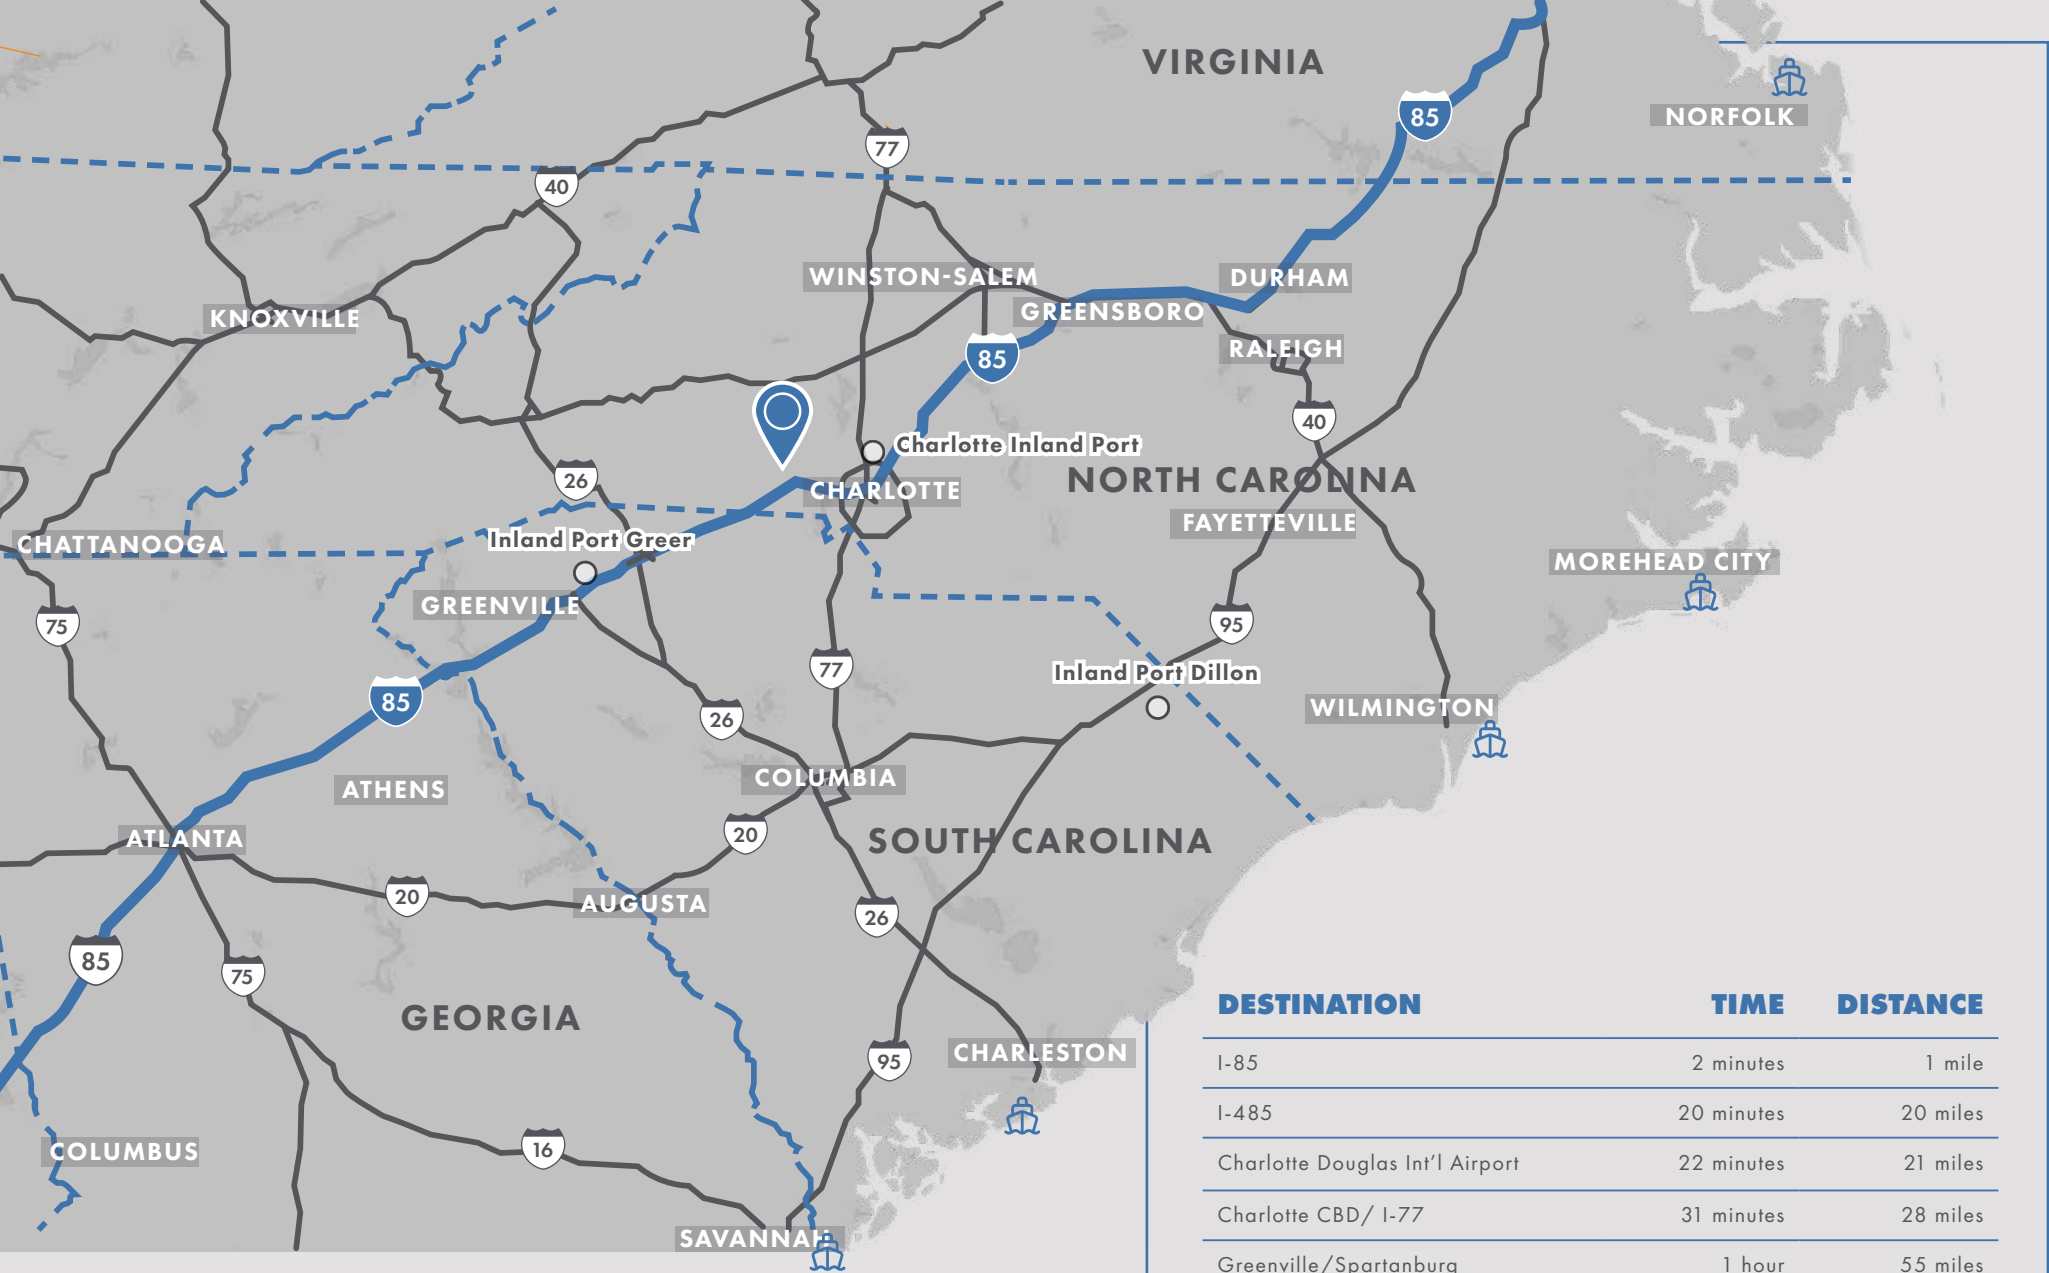 VIRGINIA
85
NORFOLK
77
40
WINSTON-SALEM
DURHAM
KNOXVILLE
GREENSBORO
RALEIGH
85
40
Charlotte Inland Port
26
CHARLOTTE
NORTH CAROLINA
FAYETTEVILLE
CHATTANOOGA
Inland Port Greer
MOREHEAD CITY
GREENVILLE
75
95
77
Inland Port Dillon
85
26
WILMINGTON
COLUMBIA
ATHENS
ATLANTA
20
SOUTH CAROLINA
20
AUGUSTA
26
85
75
GEORGIA
CHARLESTON
95
COLUMBUS
16
SAVANNAH
DESTINATION TIME DISTANCE
I-85 2 minutes 1 mile
I-485 20 minutes 20 miles
Charlotte Douglas Int’l Airport 22 minutes 21 miles
Charlotte CBD/ I-77 31 minutes 28 miles
Greenville/Spartanburg 1 hour 55 miles